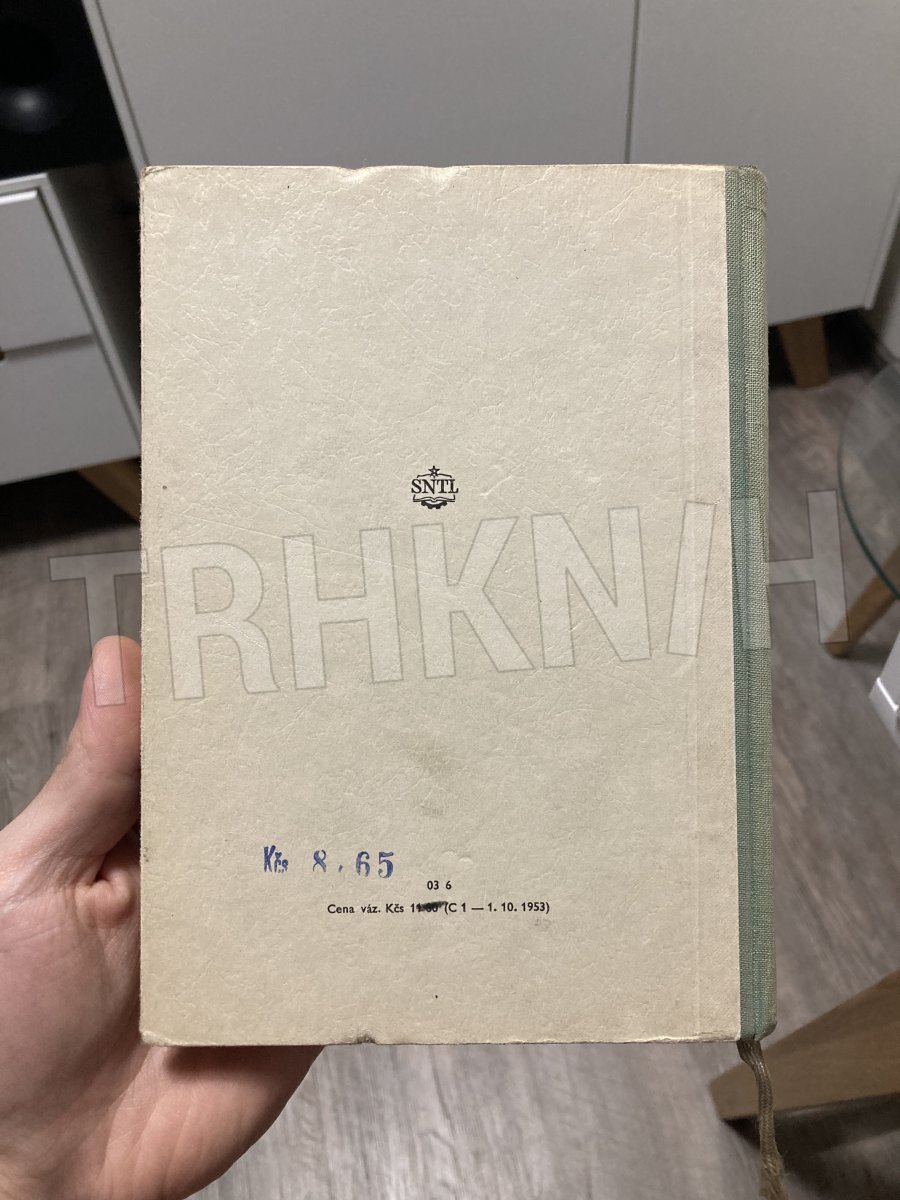 SNTL
TRHKNIH
Kčs 8,65
03 6
Cena váz. Kčs (C 1 — 1. 10. 1953)